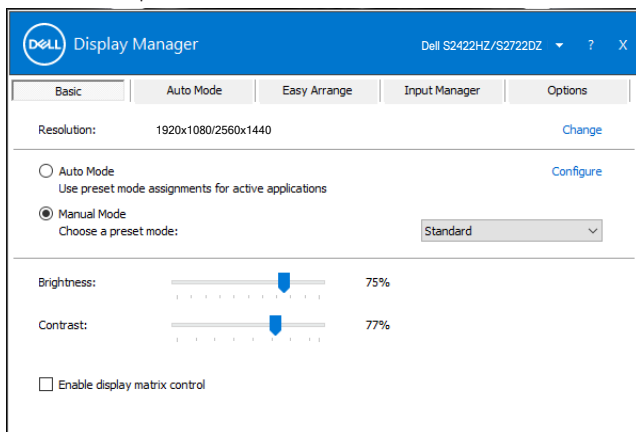 DELL Display Manager Dell S2422HZ/S2722DZ ? X
Basic Auto Mode Easy Arrange Input Manager Options
Resolution: 1920x1080/2560x1440 Change
Auto Mode Configure
Use preset mode assignments for active applications
Manual Mode
Choose a preset mode: Standard
Brightness: 75%
Contrast: 77%
Enable display matrix control